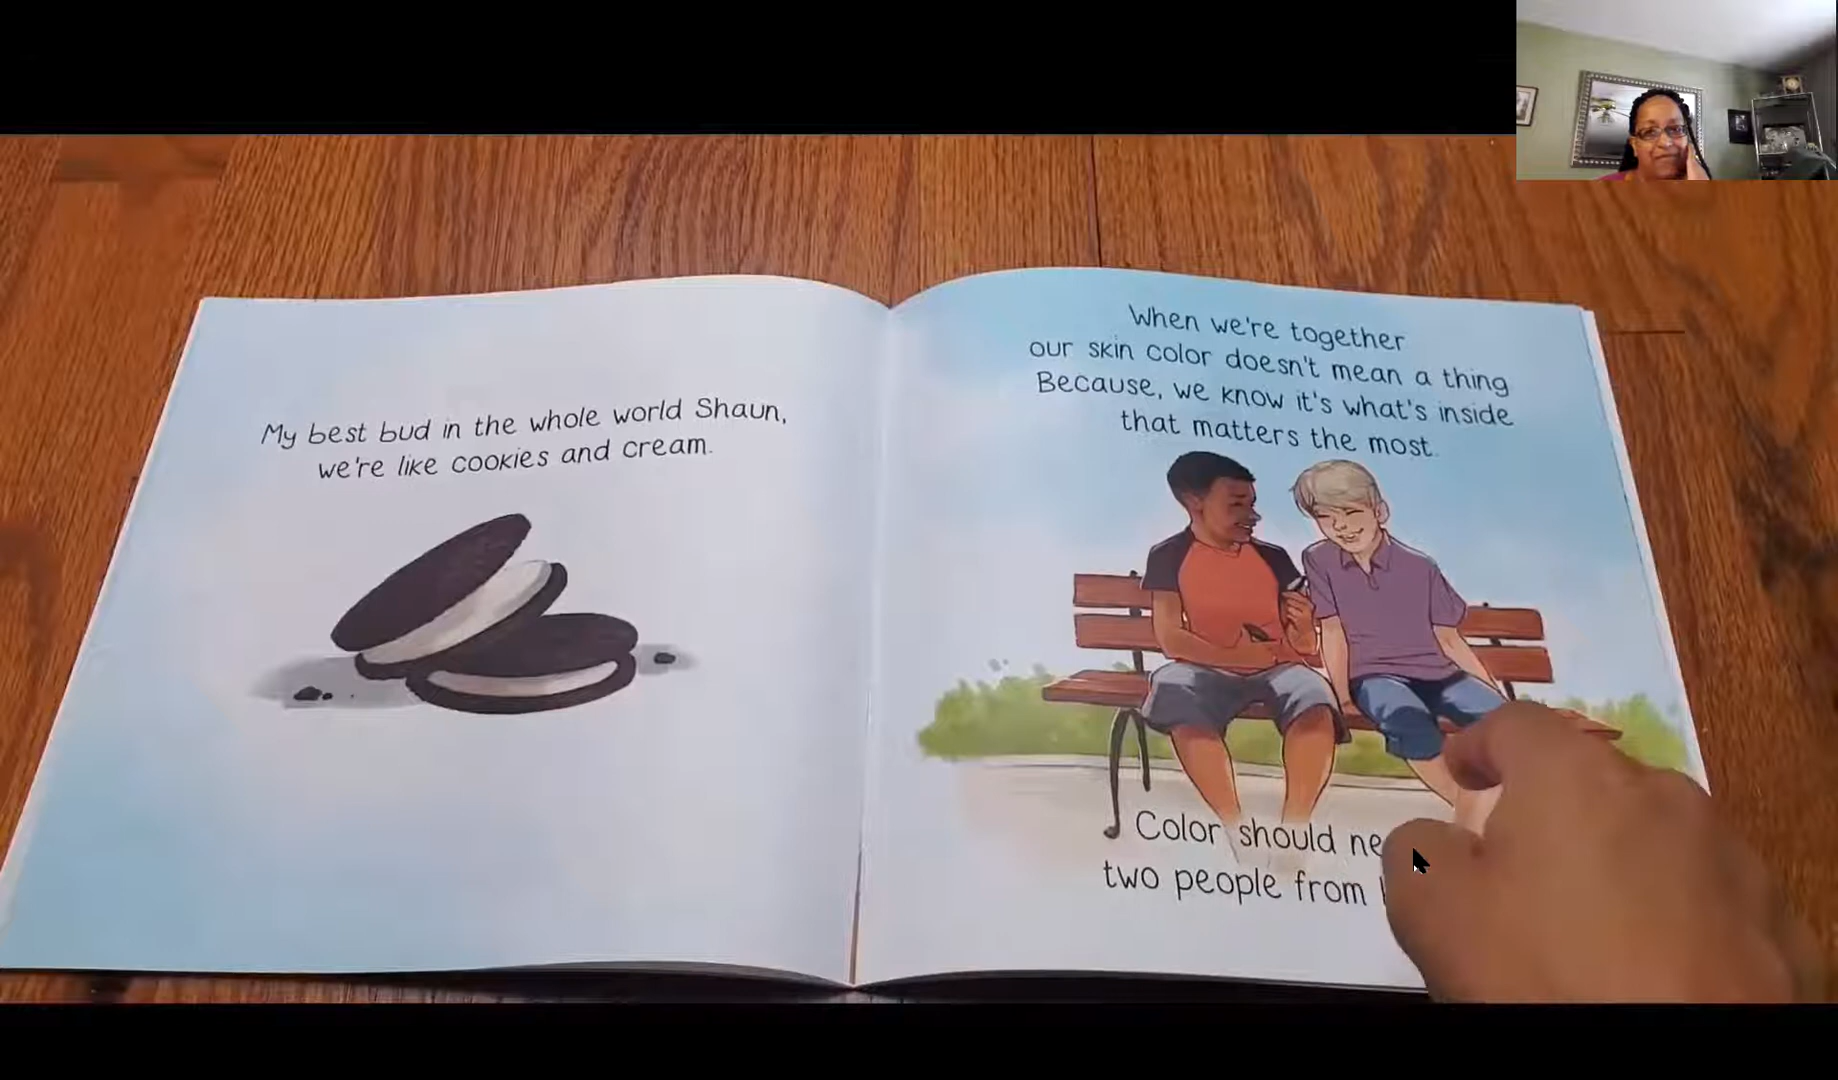 My best bud in the whole world Shaun,
we're like cookies and cream.
When we're together
our skin color doesn't mean a thing
Because, we know it's what's inside
that matters the most.
Color should
two people from